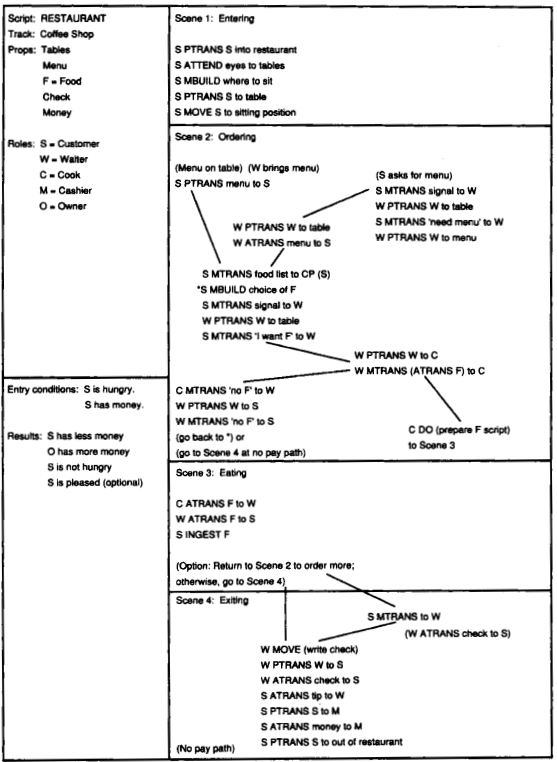 Script: RESTAURANT
Track: Coffee Shop
Props: Tables
Menu
F = Food
Check
Money
Roles: S = Customer
W = Waiter
C = Cook
M = Cashier
O = Owner
Entry conditions: S is hungry.
S has money.
Results: S has less money
O has more money
S is not hungry
S is pleased (optional)
Scene 1: Entering
S PTRANS S into restaurant
S ATTEND eyes to tables
S MBUILD where to sit
S PTRANS S to table
S MOVE S to sitting position
Scene 2: Ordering
(Menu on table) (W brings menu)
S PTRANS menu to S
(S asks for menu)
S MTRANS signal to W
W PTRANS W to table
S MTRANS 'need menu' to W
W PTRANS W to menu
W PTRANS W to table
W ATRANS menu to S
S MTRANS food list to CP (S)
*S MBUILD choice of F
S MTRANS signal to W
W PTRANS W to table
S MTRANS 'I want F' to W
W PTRANS W to C
W MTRANS (ATRANS F) to C
C MTRANS 'no F' to W
W PTRANS W to S
W MTRANS 'no F' to S
(go back to *) or
(go to Scene 4 at no pay path)
C DO (prepare F script)
to Scene 3
Scene 3: Eating
C ATRANS F to W
W ATRANS F to S
S INGEST F
(Option: Return to Scene 2 to order more;
otherwise, go to Scene 4)
Scene 4: Exiting
S MTRANS to W
(W ATRANS check to S)
W MOVE (write check)
W PTRANS W to S
W ATRANS check to S
S ATRANS tip to W
S PTRANS S to M
S ATRANS money to M
S PTRANS S to out of restaurant
(No pay path)